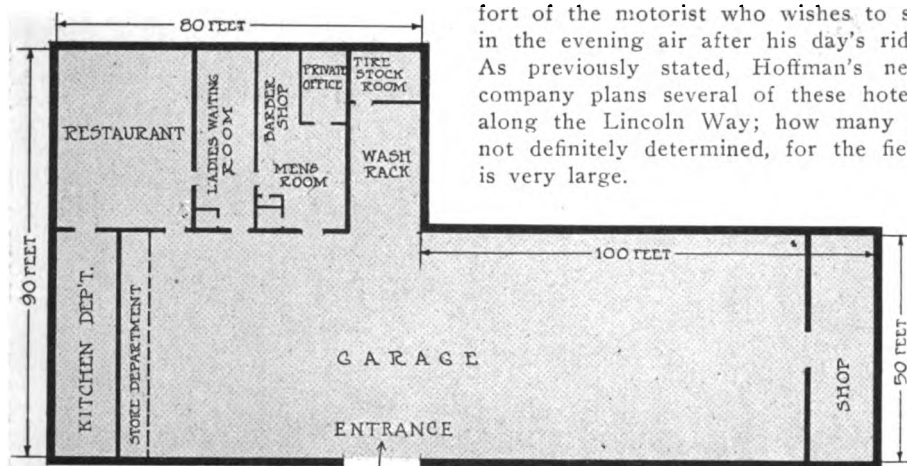 80 FEET
RESTAURANT
LADIES WAITING
ROOM
BARBER
SHOP
PRIVATE
OFFICE
TIRE
STOCK
ROOM
MENS
ROOM
WASH
RACK
90 FEET
KITCHEN DEP'T.
STORE DEPARTMENT
GARAGE
ENTRANCE
100 FEET
SHOP
50 FEET
fort of the motorist who wishes to s
in the evening air after his day's rid
As previously stated, Hoffman's ne
company plans several of these hote
along the Lincoln Way; how many
not definitely determined, for the fie
is very large.